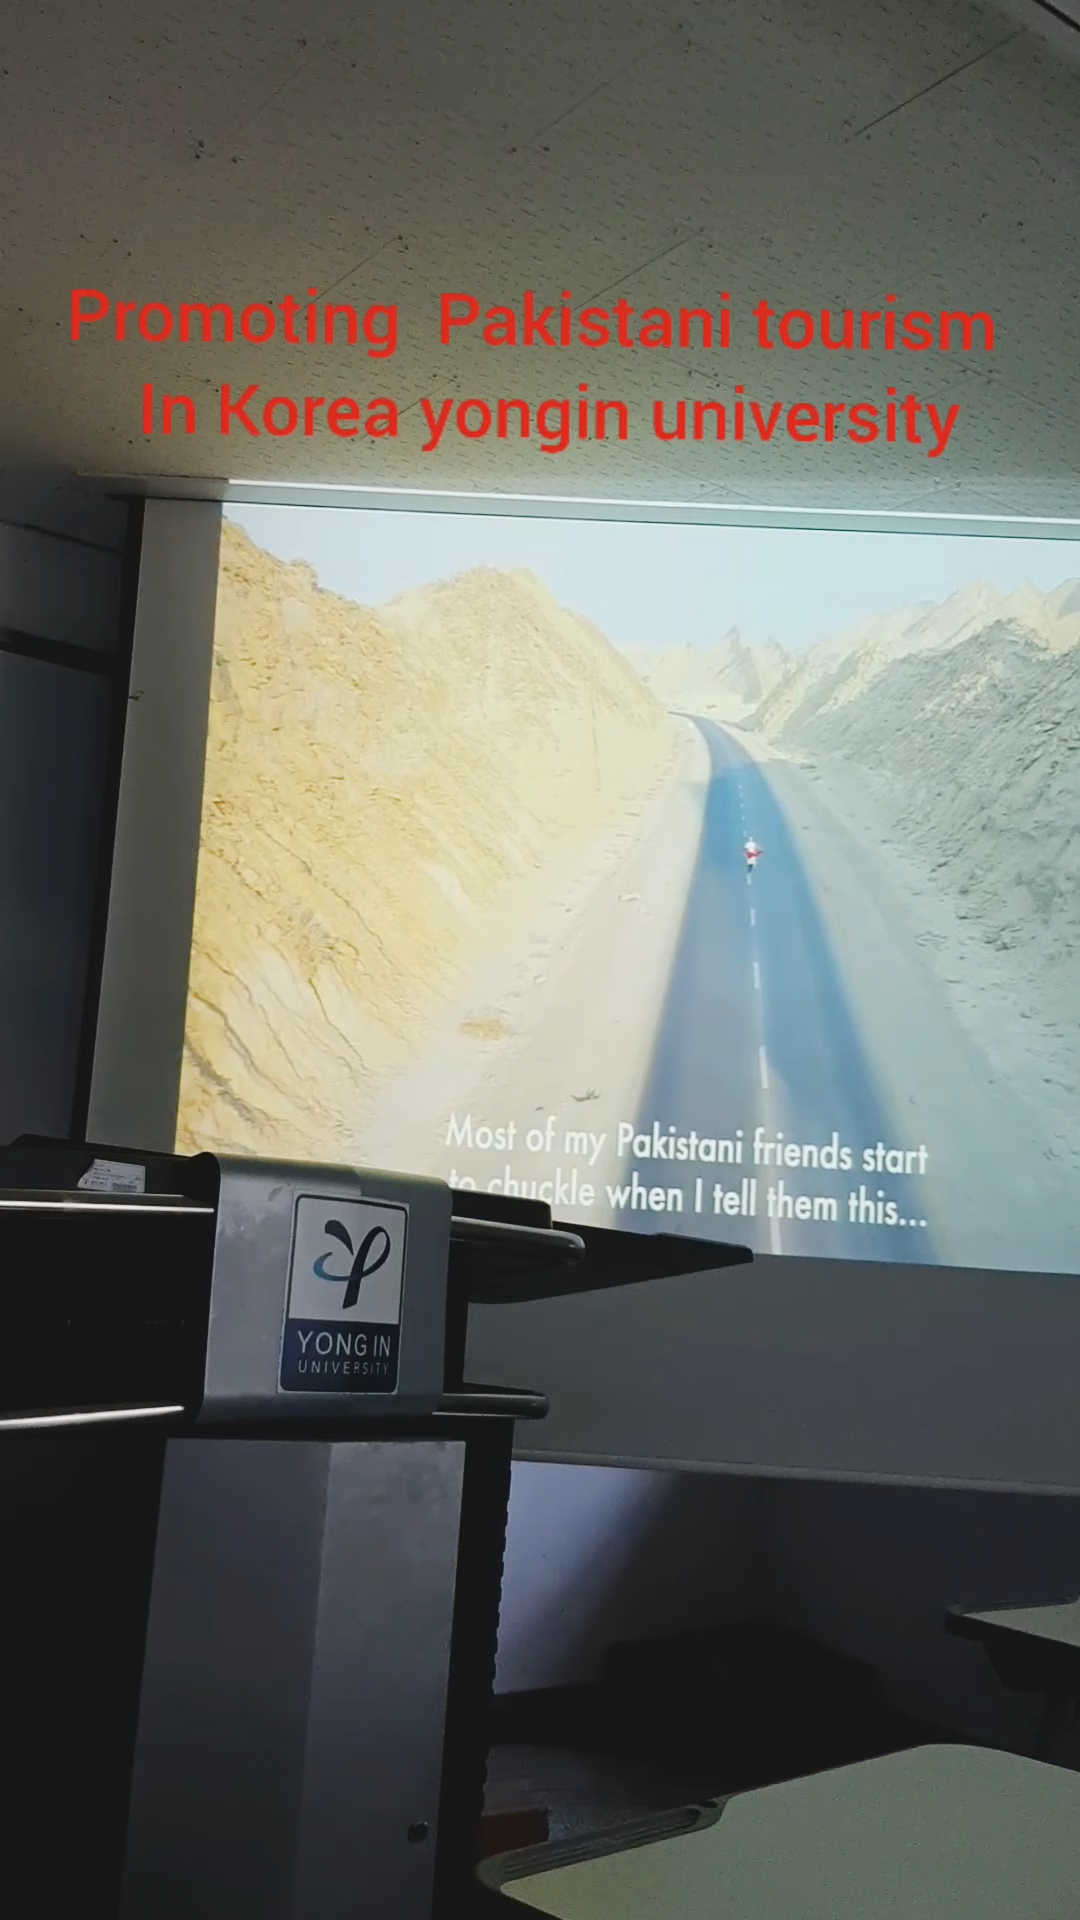 Promoting Pakistani tourism
In Korea yongin university
Most of my Pakistani friends start
to chuckle when I tell them this...
YONG IN
UNIVERSITY